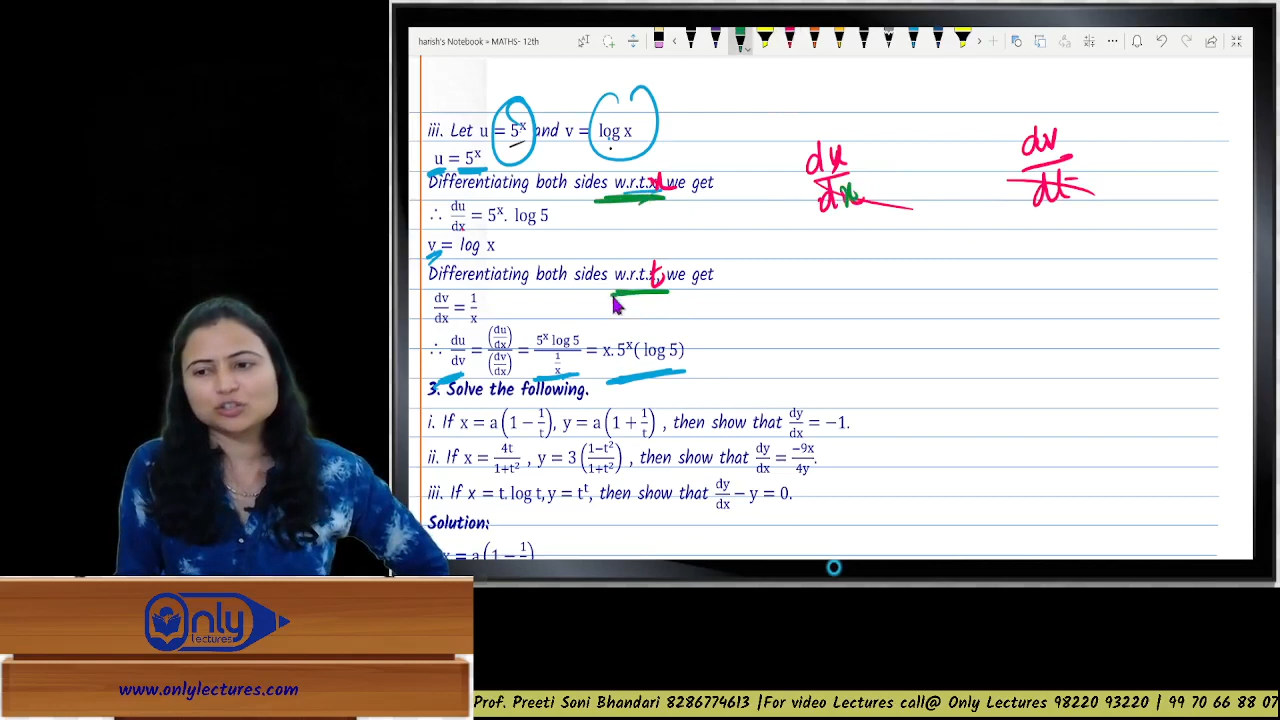 harish's Notebook » MATHS- 12th
iii. Let u = 5ˣ and v = log x
u = 5ˣ
Differentiating both sides w.r.t.x, we get
x
∴ du/dx = 5ˣ. log 5
v = log x
Differentiating both sides w.r.t.x, we get
t
dv/dx = 1/x
∴ du/dv = (du/dx)/(dv/dx) = (5ˣ log 5)/(1/x) = x. 5ˣ( log 5)
3. Solve the following.
i. If x = a(1 − 1/t), y = a(1 + 1/t) , then show that dy/dx = −1.
ii. If x = 4t/(1+t²) , y = 3((1−t²)/(1+t²)) , then show that dy/dx = −9x/4y.
iii. If x = t. log t, y = tᵗ, then show that dy/dx − y = 0.
Solution:
x = a(1 − 1/
du/dx
dv/dt
Only
lectures
www.onlylectures.com
Prof. Preeti Soni Bhandari 8286774613 |For video Lectures call@ Only Lectures 98220 93220 | 99 70 66 88 07